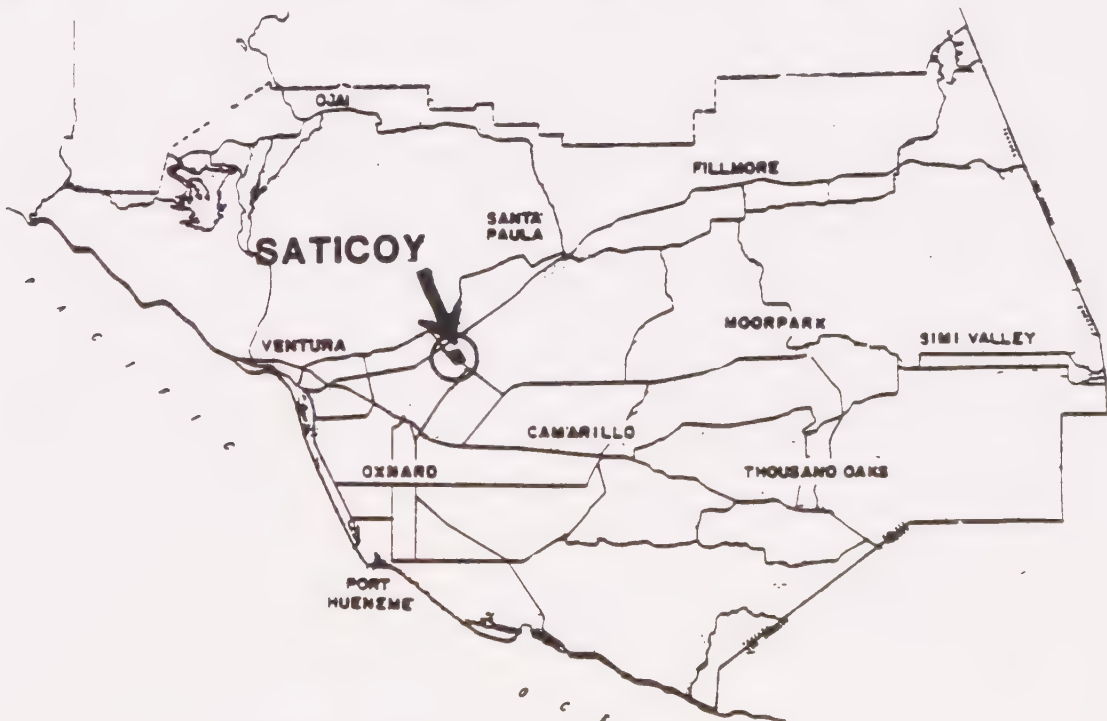 OJAI
FILLMORE
SANTA
PAULA
SATICOY
MOORPARK
SIMI VALLEY
VENTURA
CAMARILLO
OXNARD
THOUSAND OAKS
PORT
HUENEME
O C